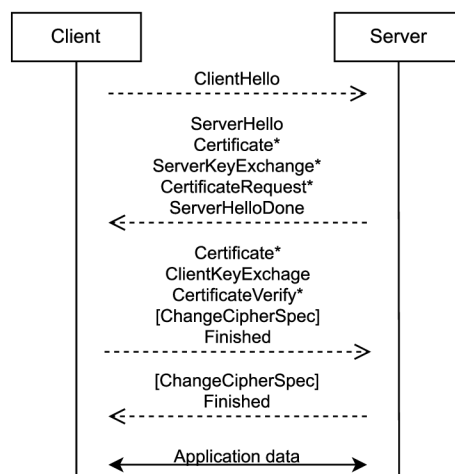 Client
Server
ClientHello
ServerHello
Certificate*
ServerKeyExchange*
CertificateRequest*
ServerHelloDone
Certificate*
ClientKeyExchage
CertificateVerify*
[ChangeCipherSpec]
Finished
[ChangeCipherSpec]
Finished
Application data